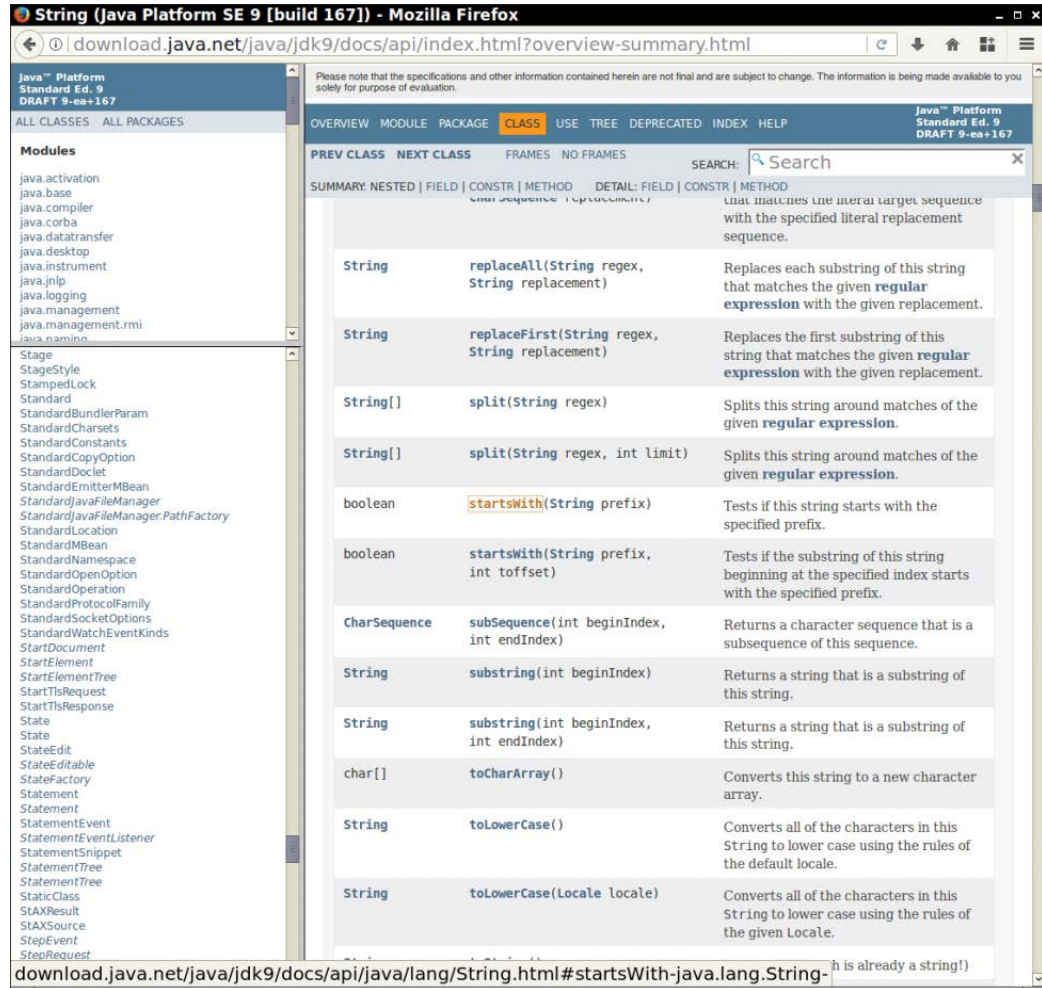 String (Java Platform SE 9 [build 167]) - Mozilla Firefox
download.java.net/java/jdk9/docs/api/index.html?overview-summary.html
Java™ Platform
Standard Ed. 9
DRAFT 9-ea+167
ALL CLASSES ALL PACKAGES
Modules
java.activation
java.base
java.compiler
java.corba
java.datatransfer
java.desktop
java.instrument
java.jnlp
java.logging
java.management
java.management.rmi
java.naming
Stage
StageStyle
StampedLock
Standard
StandardBundlerParam
StandardCharsets
StandardConstants
StandardCopyOption
StandardDoclet
StandardEmitterMBean
StandardJavaFileManager
StandardJavaFileManager.PathFactory
StandardLocation
StandardMBean
StandardNamespace
StandardOpenOption
StandardOperation
StandardProtocolFamily
StandardSocketOptions
StandardWatchEventKinds
StartDocument
StartElement
StartElementTree
StartTlsRequest
StartTlsResponse
State
State
StateEdit
StateEditable
StateFactory
Statement
Statement
StatementEvent
StatementEventListener
StatementSnippet
StatementTree
StatementTree
StaticClass
StAXResult
StAXSource
StepEvent
StepRequest
Please note that the specifications and other information contained herein are not final and are subject to change. The information is being made available to you
solely for purpose of evaluation.
OVERVIEW MODULE PACKAGE CLASS USE TREE DEPRECATED INDEX HELP
Java™ Platform
Standard Ed. 9
DRAFT 9-ea+167
PREV CLASS NEXT CLASS FRAMES NO FRAMES
SEARCH: Search
SUMMARY: NESTED | FIELD | CONSTR | METHOD DETAIL: FIELD | CONSTR | METHOD
CharSequence replacement) that matches the literal target sequence
with the specified literal replacement
sequence.
String replaceAll(String regex, Replaces each substring of this string
String replacement) that matches the given regular
expression with the given replacement.
String replaceFirst(String regex, Replaces the first substring of this
String replacement) string that matches the given regular
expression with the given replacement.
String[] split(String regex) Splits this string around matches of the
given regular expression.
String[] split(String regex, int limit) Splits this string around matches of the
given regular expression.
boolean startsWith(String prefix) Tests if this string starts with the
specified prefix.
boolean startsWith(String prefix, Tests if the substring of this string
int toffset) beginning at the specified index starts
with the specified prefix.
CharSequence subSequence(int beginIndex, Returns a character sequence that is a
int endIndex) subsequence of this sequence.
String substring(int beginIndex) Returns a string that is a substring of
this string.
String substring(int beginIndex, Returns a string that is a substring of
int endIndex) this string.
char[] toCharArray() Converts this string to a new character
array.
String toLowerCase() Converts all of the characters in this
String to lower case using the rules of
the default locale.
String toLowerCase(Locale locale) Converts all of the characters in this
String to lower case using the rules of
the given Locale.
h is already a string!)
download.java.net/java/jdk9/docs/api/java/lang/String.html#startsWith-java.lang.String-